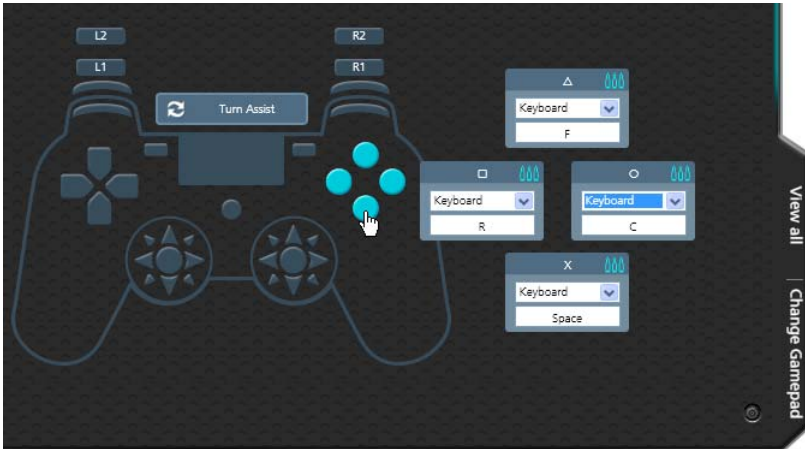 L2
R2
L1
R1
Turn Assist
Keyboard
F
Keyboard
R
Keyboard
C
X
Keyboard
Space
View all
Change Gamepad